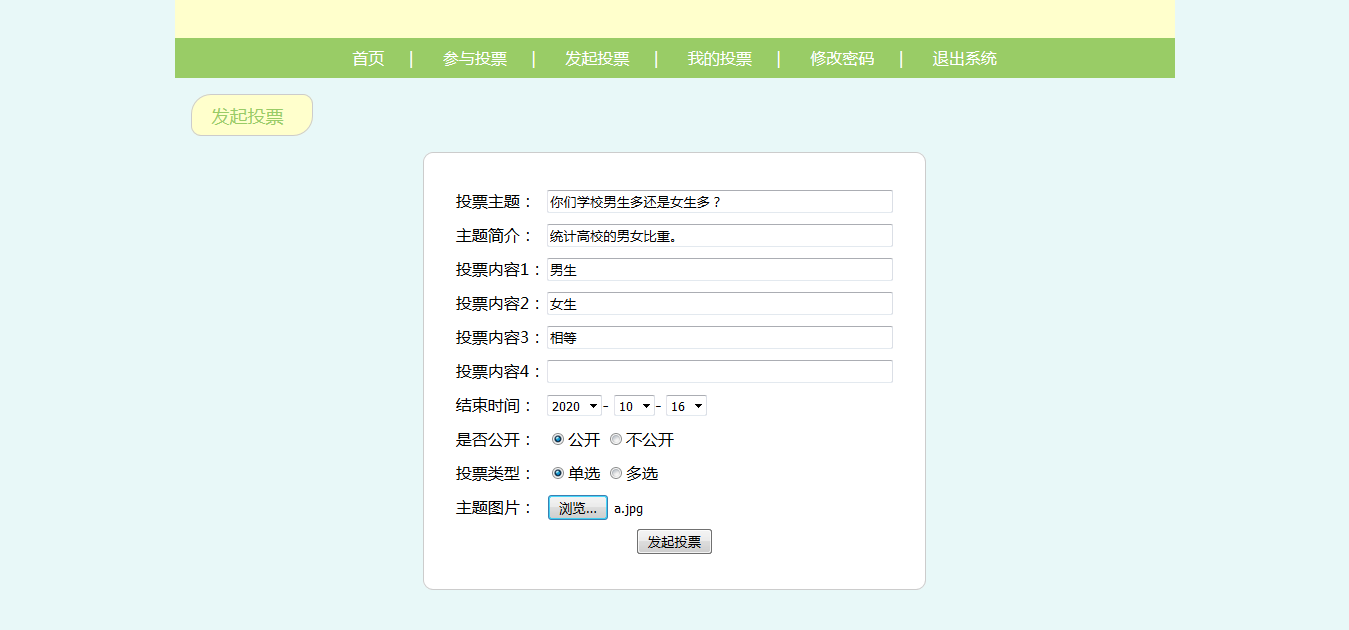 首页 | 参与投票 | 发起投票 | 我的投票 | 修改密码 | 退出系统
发起投票
投票主题： 你们学校男生多还是女生多？
主题简介： 统计高校的男女比重。
投票内容1： 男生
投票内容2： 女生
投票内容3： 相等
投票内容4：
结束时间： 2020 - 10 - 16
是否公开： 公开 不公开
投票类型： 单选 多选
主题图片： 浏览... a.jpg
发起投票